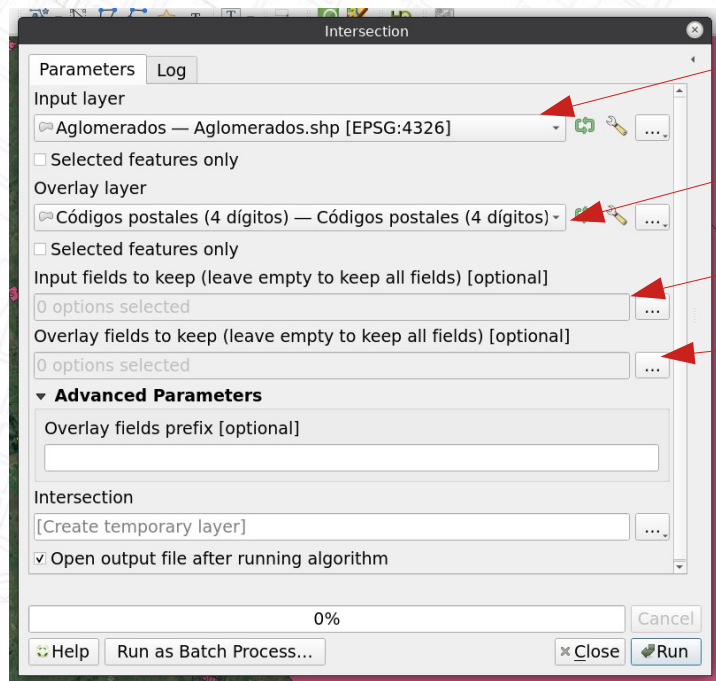 Intersection
Parameters Log
Input layer
Aglomerados — Aglomerados.shp [EPSG:4326]
...
Selected features only
Overlay layer
Códigos postales (4 dígitos) — Códigos postales (4 dígitos)
...
Selected features only
Input fields to keep (leave empty to keep all fields) [optional]
0 options selected
...
Overlay fields to keep (leave empty to keep all fields) [optional]
0 options selected
...
Advanced Parameters
Overlay fields prefix [optional]
Intersection
[Create temporary layer]
...
Open output file after running algorithm
0%
Cancel
Help Run as Batch Process... Close Run